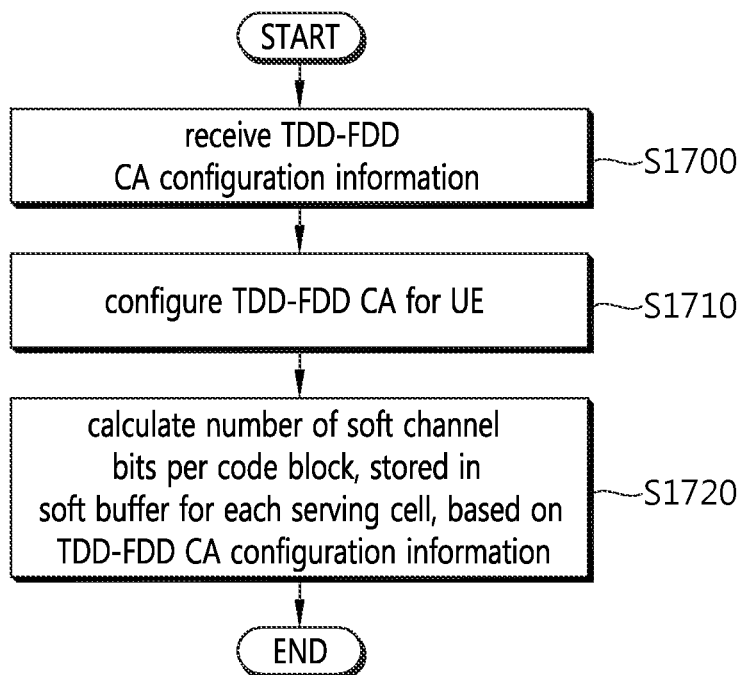 START
receive TDD-FDD
CA configuration information
S1700
configure TDD-FDD CA for UE
S1710
calculate number of soft channel
bits per code block, stored in
soft buffer for each serving cell, based on
TDD-FDD CA configuration information
S1720
END